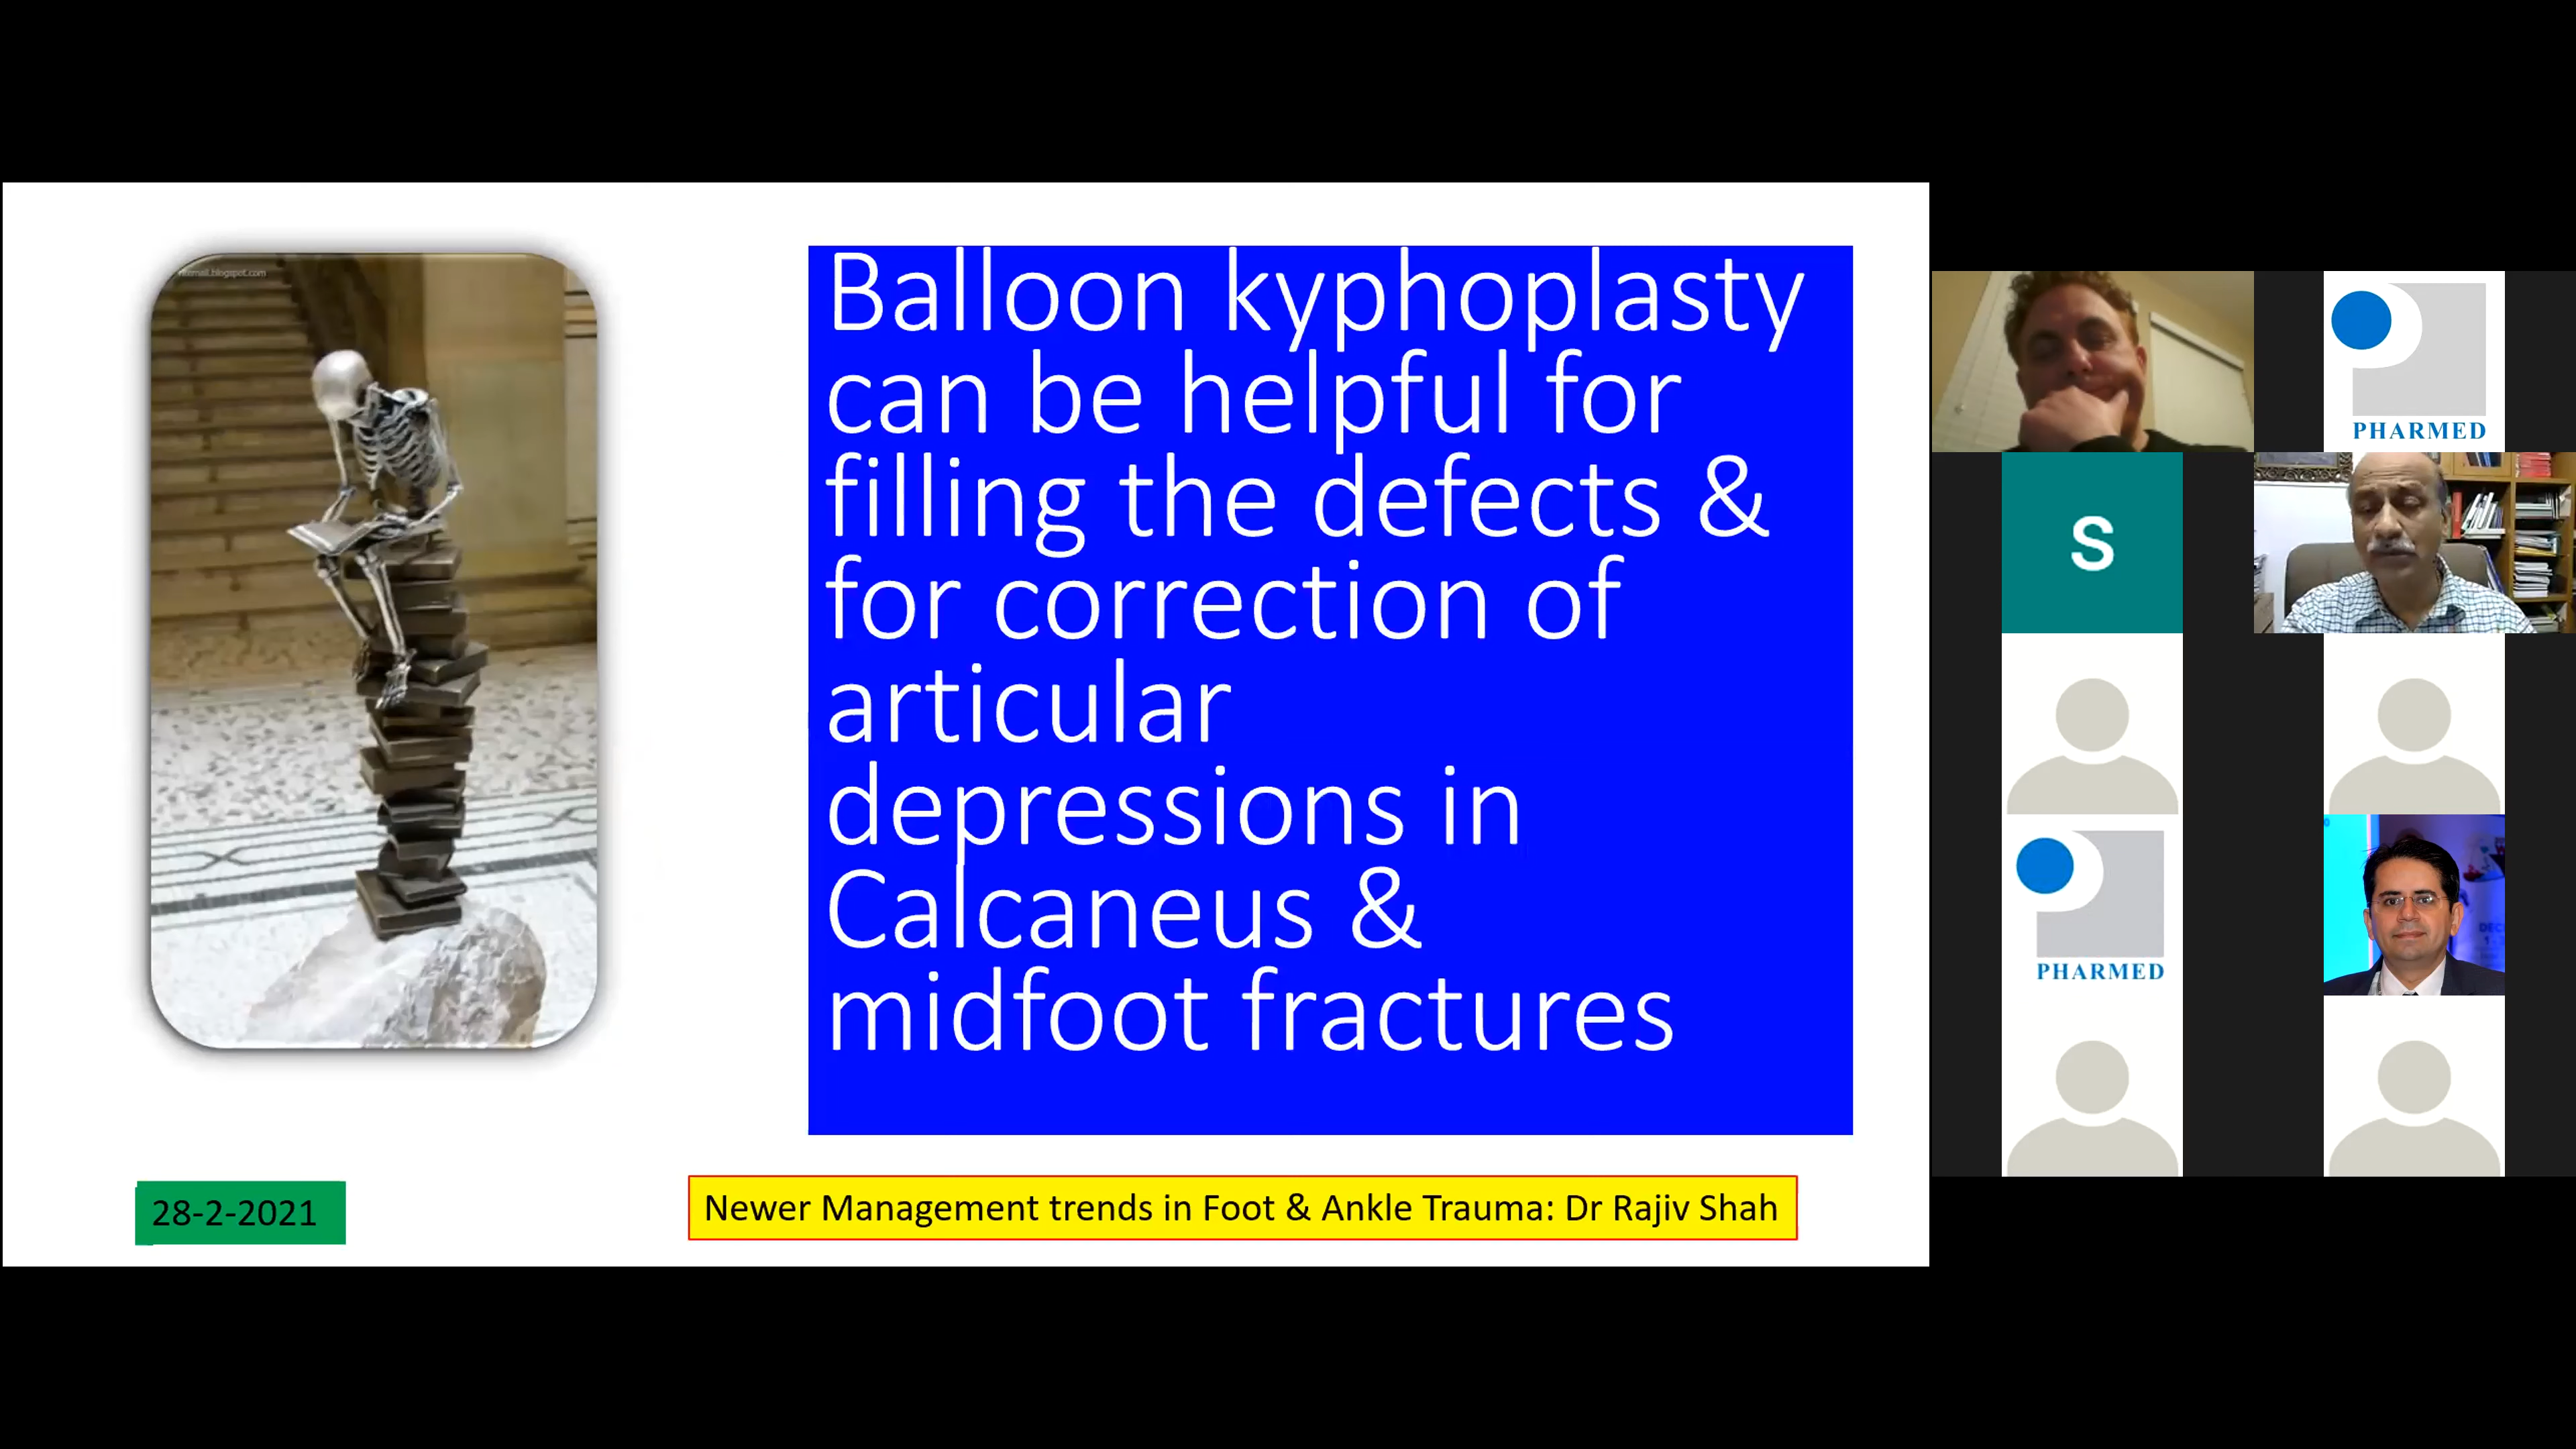 Balloon kyphoplasty
can be helpful for
filling the defects &
for correction of
articular
depressions in
Calcaneus &
midfoot fractures
28-2-2021
Newer Management trends in Foot & Ankle Trauma: Dr Rajiv Shah
PHARMED
S
PHARMED